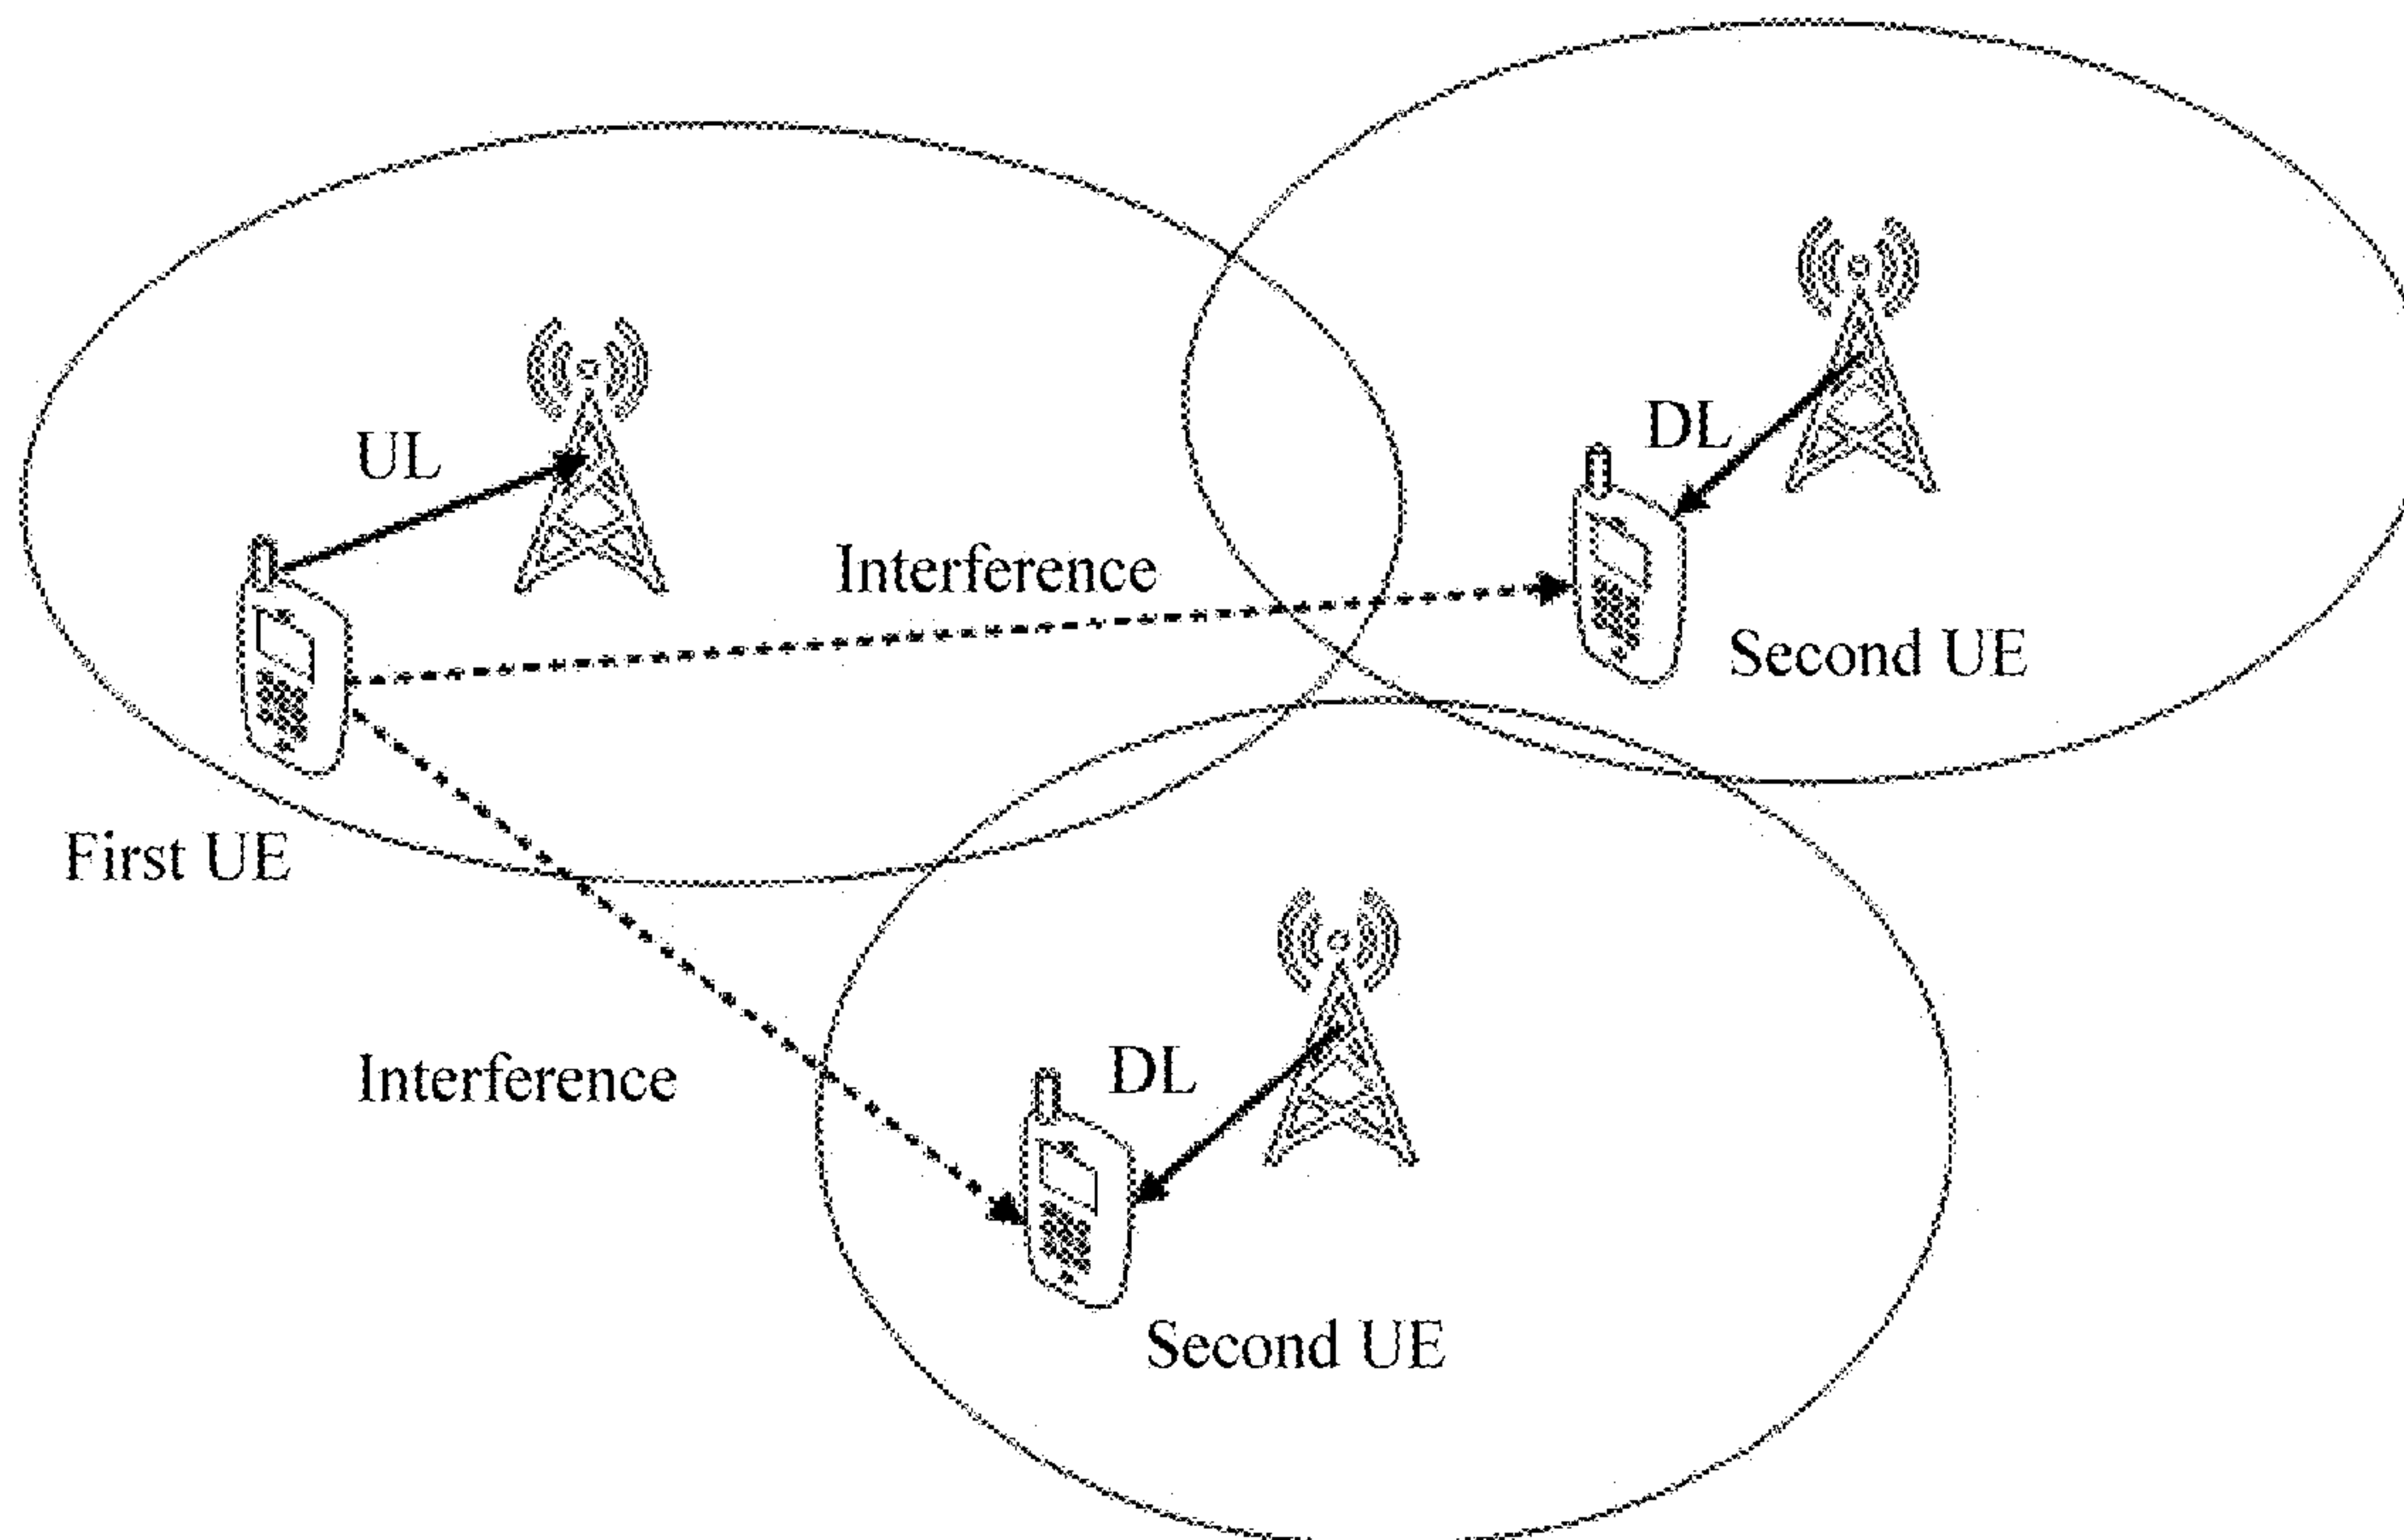 DL
UL
Interference
Second UE
First UE
DL
Interference
Second UE